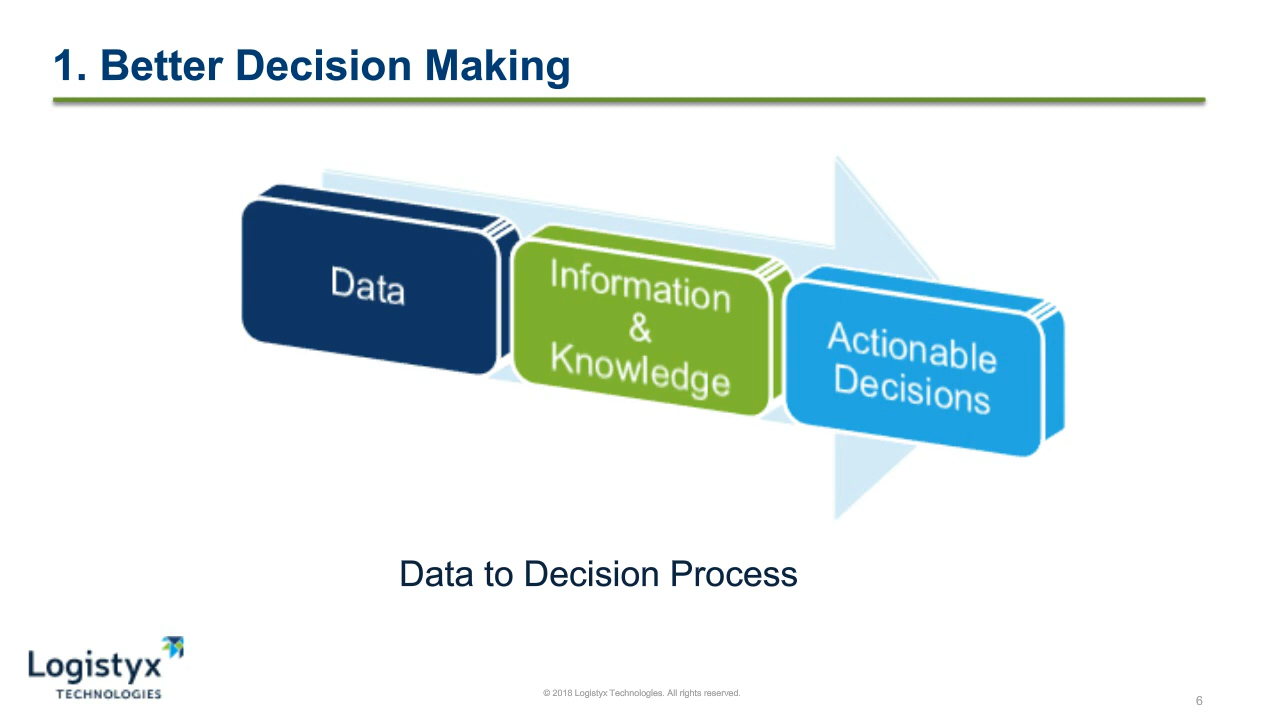 1. Better Decision Making
Data
Information
&
Knowledge
Actionable
Decisions
Data to Decision Process
Logistyx
TECHNOLOGIES
© 2018 Logistyx Technologies. All rights reserved.
6